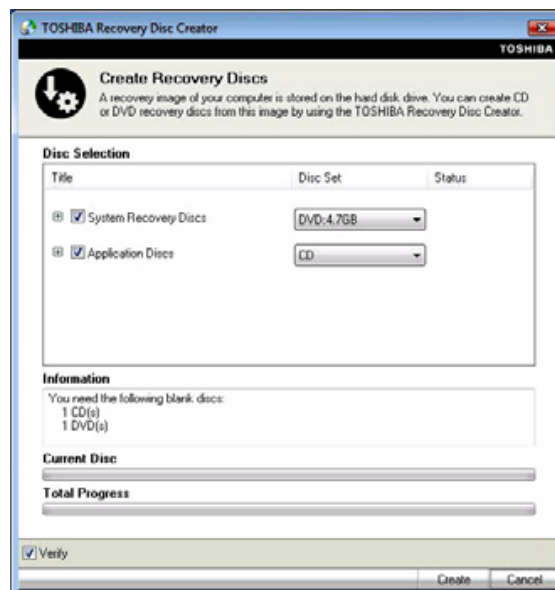 TOSHIBA Recovery Disc Creator
TOSHIBA
Create Recovery Discs
A recovery image of your computer is stored on the hard disk drive. You can create CD
or DVD recovery discs from this image by using the TOSHIBA Recovery Disc Creator.
Disc Selection
Title Disc Set Status
System Recovery Discs DVD:4.7GB
Application Discs CD
Information
You need the following blank discs:
1 CD(s)
1 DVD(s)
Current Disc
Total Progress
Verify
Create Cancel